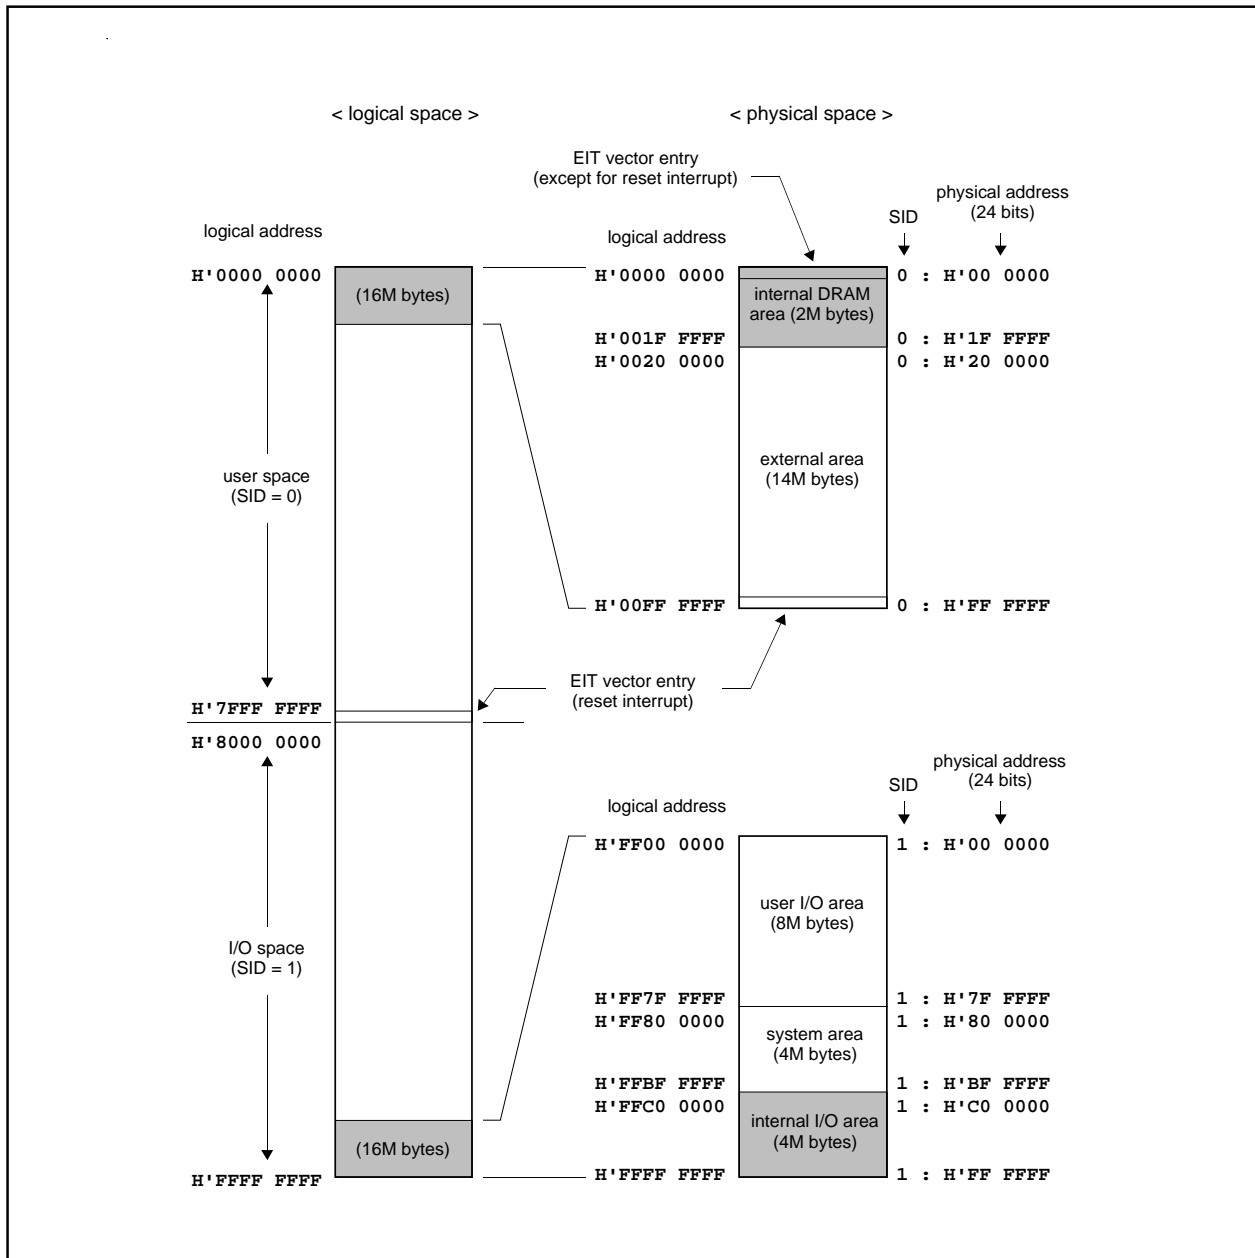 < logical space >
< physical space >
EIT vector entry
(except for reset interrupt)
SID
physical address
(24 bits)
logical address
logical address
H'0000 0000
(16M bytes)
H'0000 0000
0 : H'00 0000
internal DRAM
area (2M bytes)
H'001F FFFF
0 : H'1F FFFF
H'0020 0000
0 : H'20 0000
external area
(14M bytes)
user space
(SID = 0)
H'00FF FFFF
0 : H'FF FFFF
EIT vector entry
(reset interrupt)
H'7FFF FFFF
H'8000 0000
SID
physical address
(24 bits)
logical address
H'FF00 0000
1 : H'00 0000
user I/O area
(8M bytes)
I/O space
(SID = 1)
H'FF7F FFFF
1 : H'7F FFFF
H'FF80 0000
1 : H'80 0000
system area
(4M bytes)
H'FFBF FFFF
1 : H'BF FFFF
H'FFC0 0000
1 : H'C0 0000
internal I/O area
(4M bytes)
(16M bytes)
H'FFFF FFFF
H'FFFF FFFF
1 : H'FF FFFF